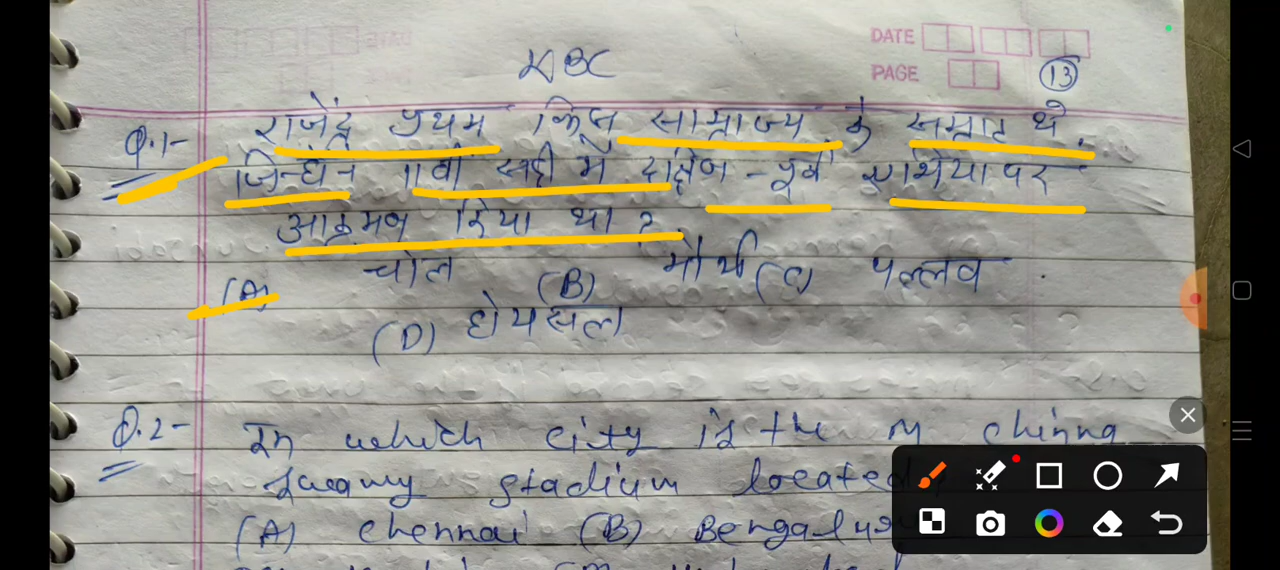 DATE
KBC
PAGE
13
Q.1- राजेंद्र प्रथम किस साम्राज्य के सम्राट थे.
जिन्होंने 11वीं सदी में दक्षिण-पूर्व एशिया पर
आक्रमण किया था?
(A) चोल (B) मौर्य (C) पल्लव
(D) होयसल
Q.2- In which city is the M chinna
swamy stadium located
(A) chennai (B) Bengaluru